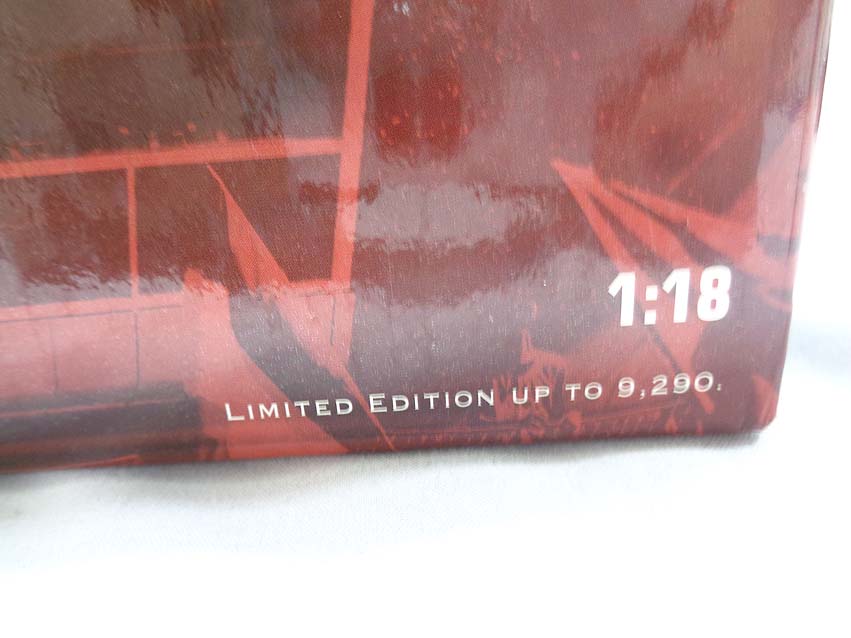 1:18
LIMITED EDITION UP TO 9,290.